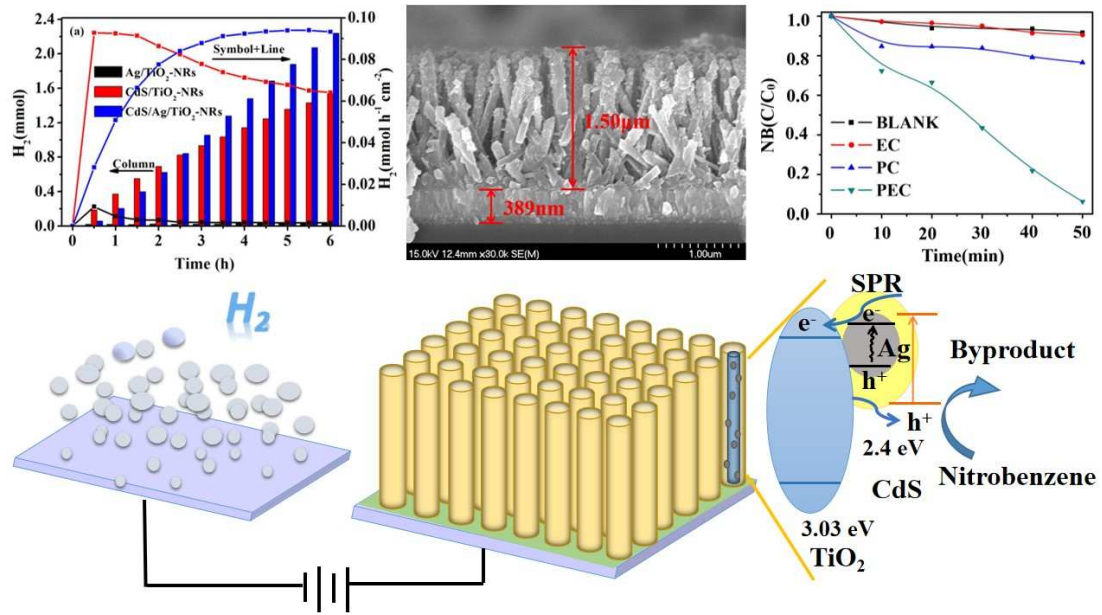 (a)
Symbol+Line
Ag/TiO₂-NRs
CdS/TiO₂-NRs
CdS/Ag/TiO₂-NRs
Column
H₂(mmol)
2.4
2.0
1.6
1.2
0.8
0.4
0.0
H₂(mmol h⁻¹ cm⁻²)
0.10
0.08
0.06
0.04
0.02
0.00
0 1 2 3 4 5 6
Time (h)
1.50μm
389nm
15.0kV 12.4mm x30.0k SE(M)
1.00um
NB(C/C₀)
1.0
0.8
0.6
0.4
0.2
0.0
BLANK
EC
PC
PEC
0 10 20 30 40 50
Time(min)
H₂
SPR
e⁻
e⁻
Ag
h⁺
h⁺
2.4 eV
CdS
3.03 eV
TiO₂
Byproduct
Nitrobenzene